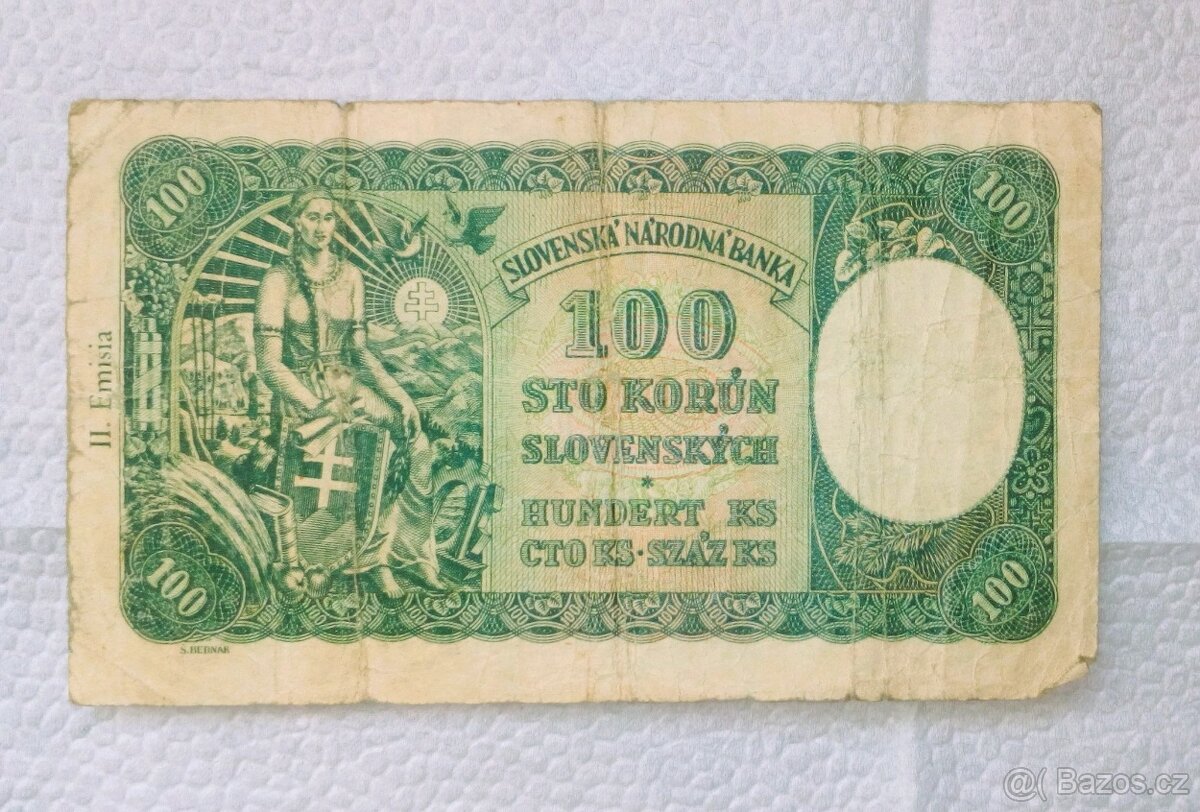 100
100
SLOVENSKÁ NÁRODNÁ BANKA
100
STO KORÚN
SLOVENSKÝCH
*
HUNDERT KS
СТО KS · SZÁZ KS
II. Emisia
100
100
S. BEDNÁR
@( Bazos.cz